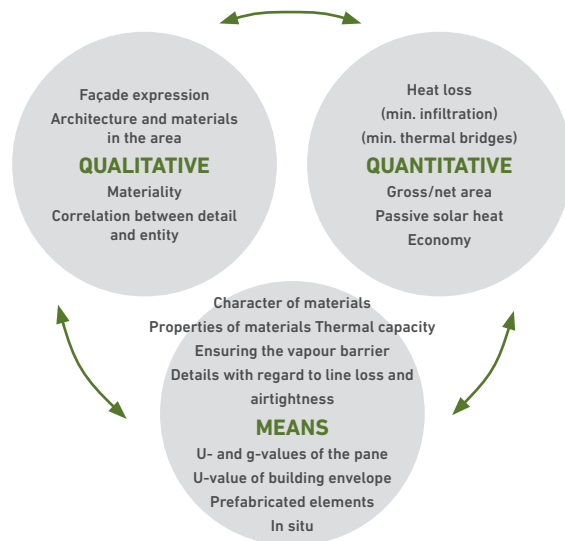 Façade expression
Architecture and materials
in the area
QUALITATIVE
Materiality
Correlation between detail
and entity
Heat loss
(min. infiltration)
(min. thermal bridges)
QUANTITATIVE
Gross/net area
Passive solar heat
Economy
Character of materials
Properties of materials Thermal capacity
Ensuring the vapour barrier
Details with regard to line loss and
airtightness
MEANS
U- and g-values of the pane
U-value of building envelope
Prefabricated elements
In situ